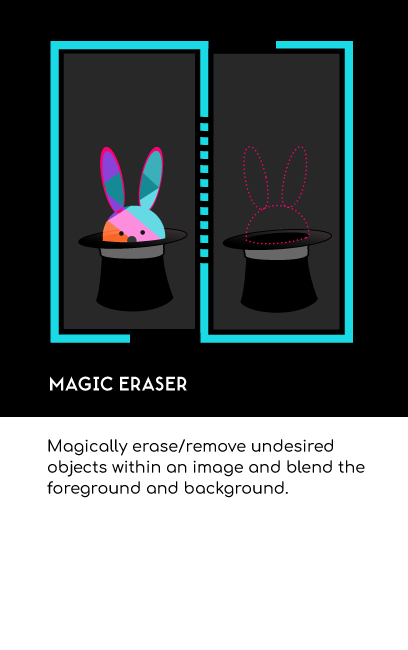 MAGIC ERASER
Magically erase/remove undesired
objects within an image and blend the
foreground and background.